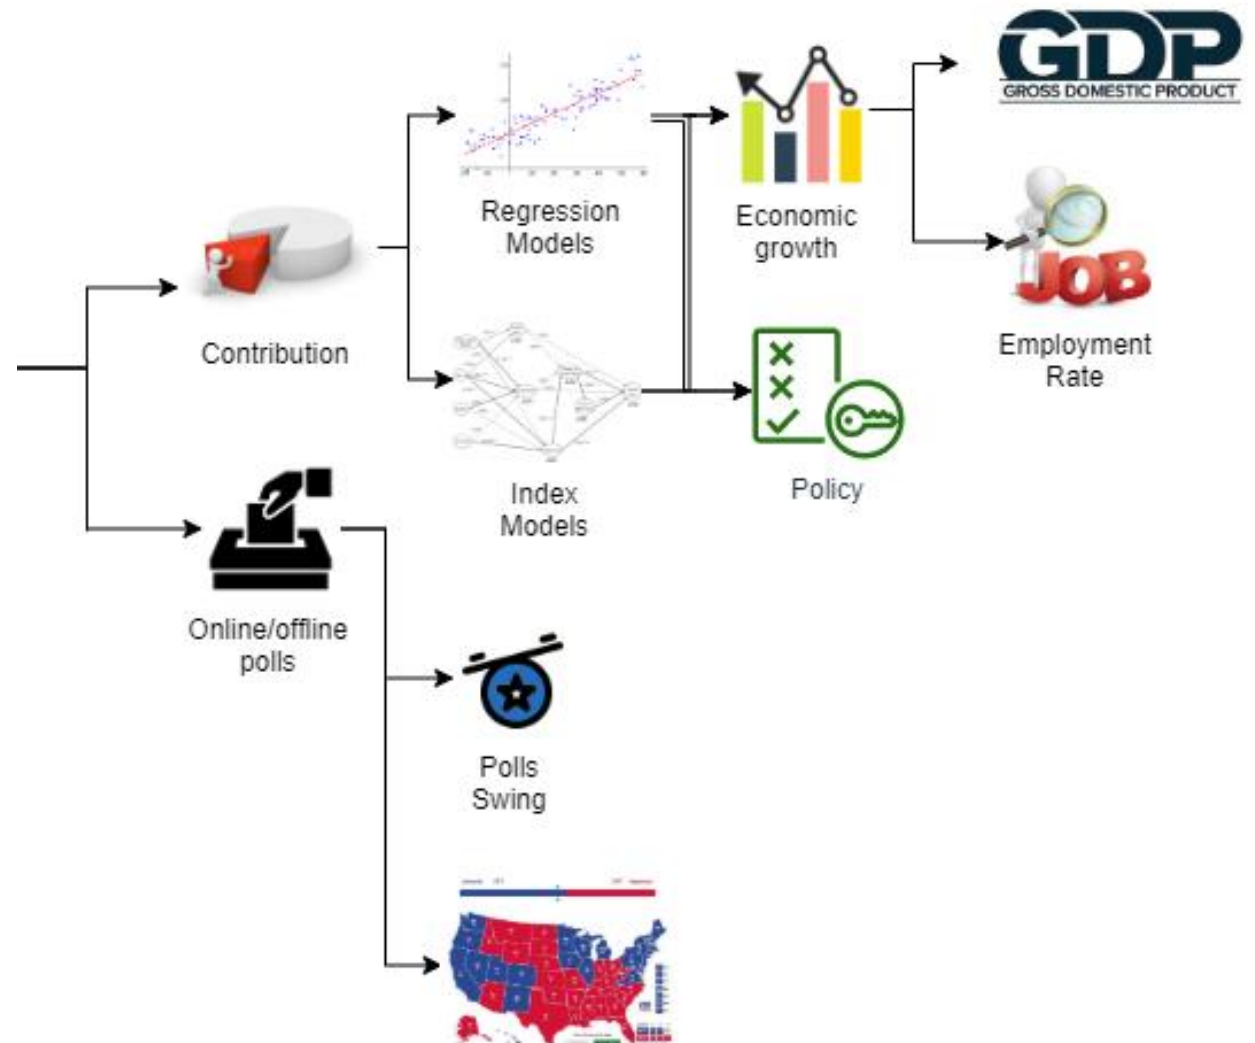 GDP
GROSS DOMESTIC PRODUCT
Regression
Models
Economic
growth
JOB
Employment
Rate
Contribution
Index
Models
Policy
Online/offline
polls
Polls
Swing